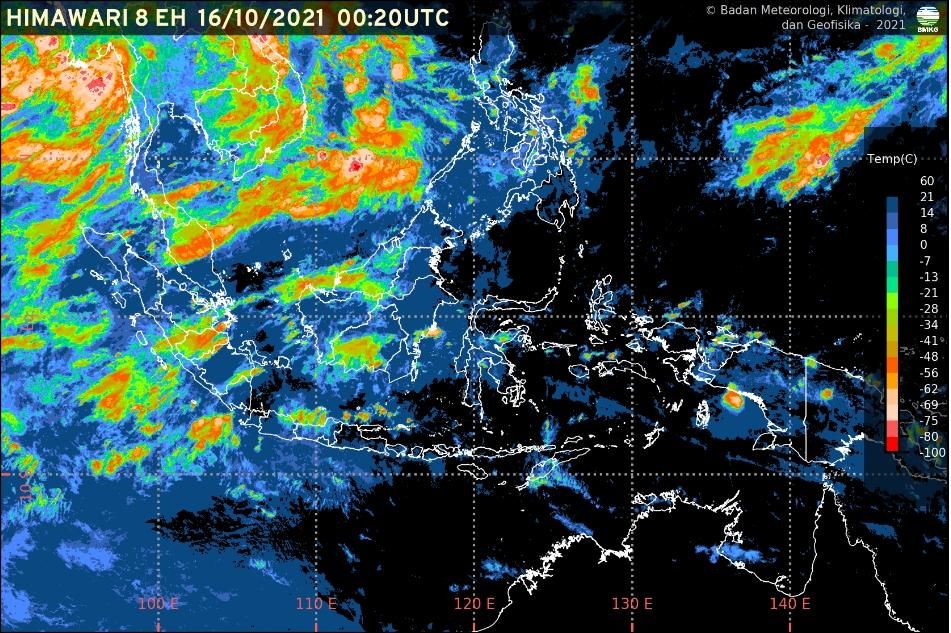 HIMAWARI 8 EH 16/10/2021 00:20UTC
© Badan Meteorologi, Klimatologi,
dan Geofisika - 2021
BMKG
Temp(C)
60
21
14
8
0
-7
-13
-21
-28
-34
-41
-48
-56
-62
-69
-75
-80
-100
100 E
110 E
120 E
130 E
140 E